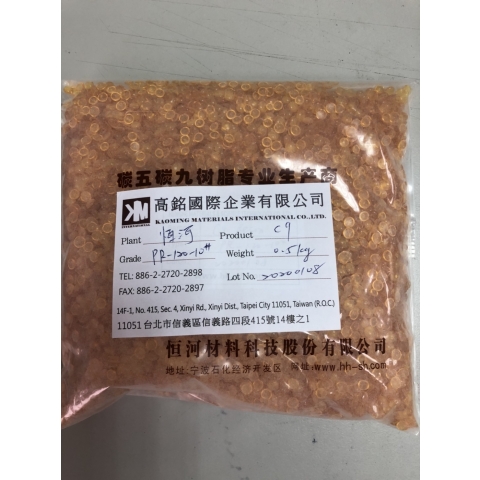 碳五碳九树脂专业生产商
KM
INTERNATIONAL
高銘國際企業有限公司
KAOMING MATERIALS INTERNATIONAL CO., LTD.
Plant 恒河 Product C9
Grade PR-120-10# Weight 0.5kg
TEL: 886-2-2720-2898 Lot No. 20200108
FAX: 886-2-2720-2897
14F-1, No. 415, Sec. 4, Xinyi Rd., Xinyi Dist., Taipei City 11051, Taiwan (R.O.C.)
11051 台北市信義區信義路四段415號14樓之1
恒河材料科技股份有限公司
地址:宁波石化经济开发区 网址:www.hh-sh.com